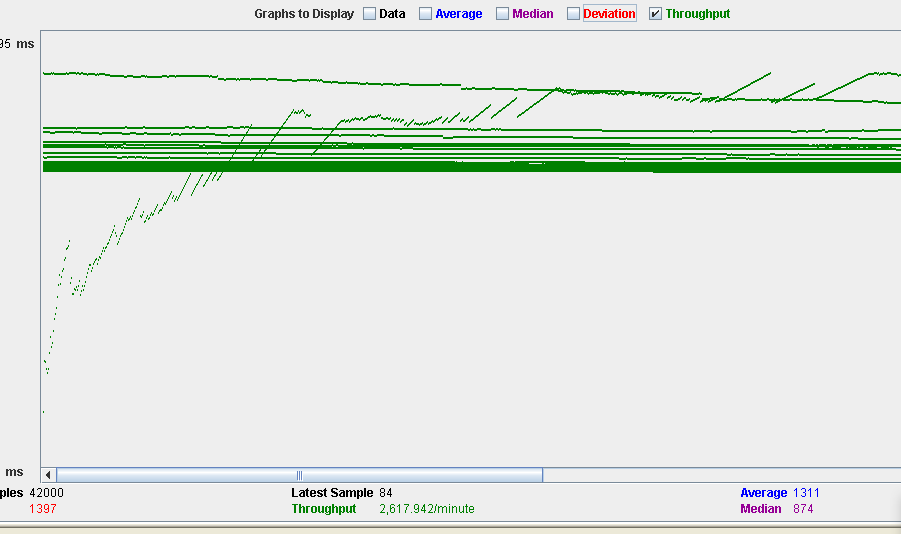 Graphs to Display Data Average Median Deviation Throughput
95 ms
ms
ples 42000 Latest Sample 84 Average 1311
1397 Throughput 2,617.942/minute Median 874